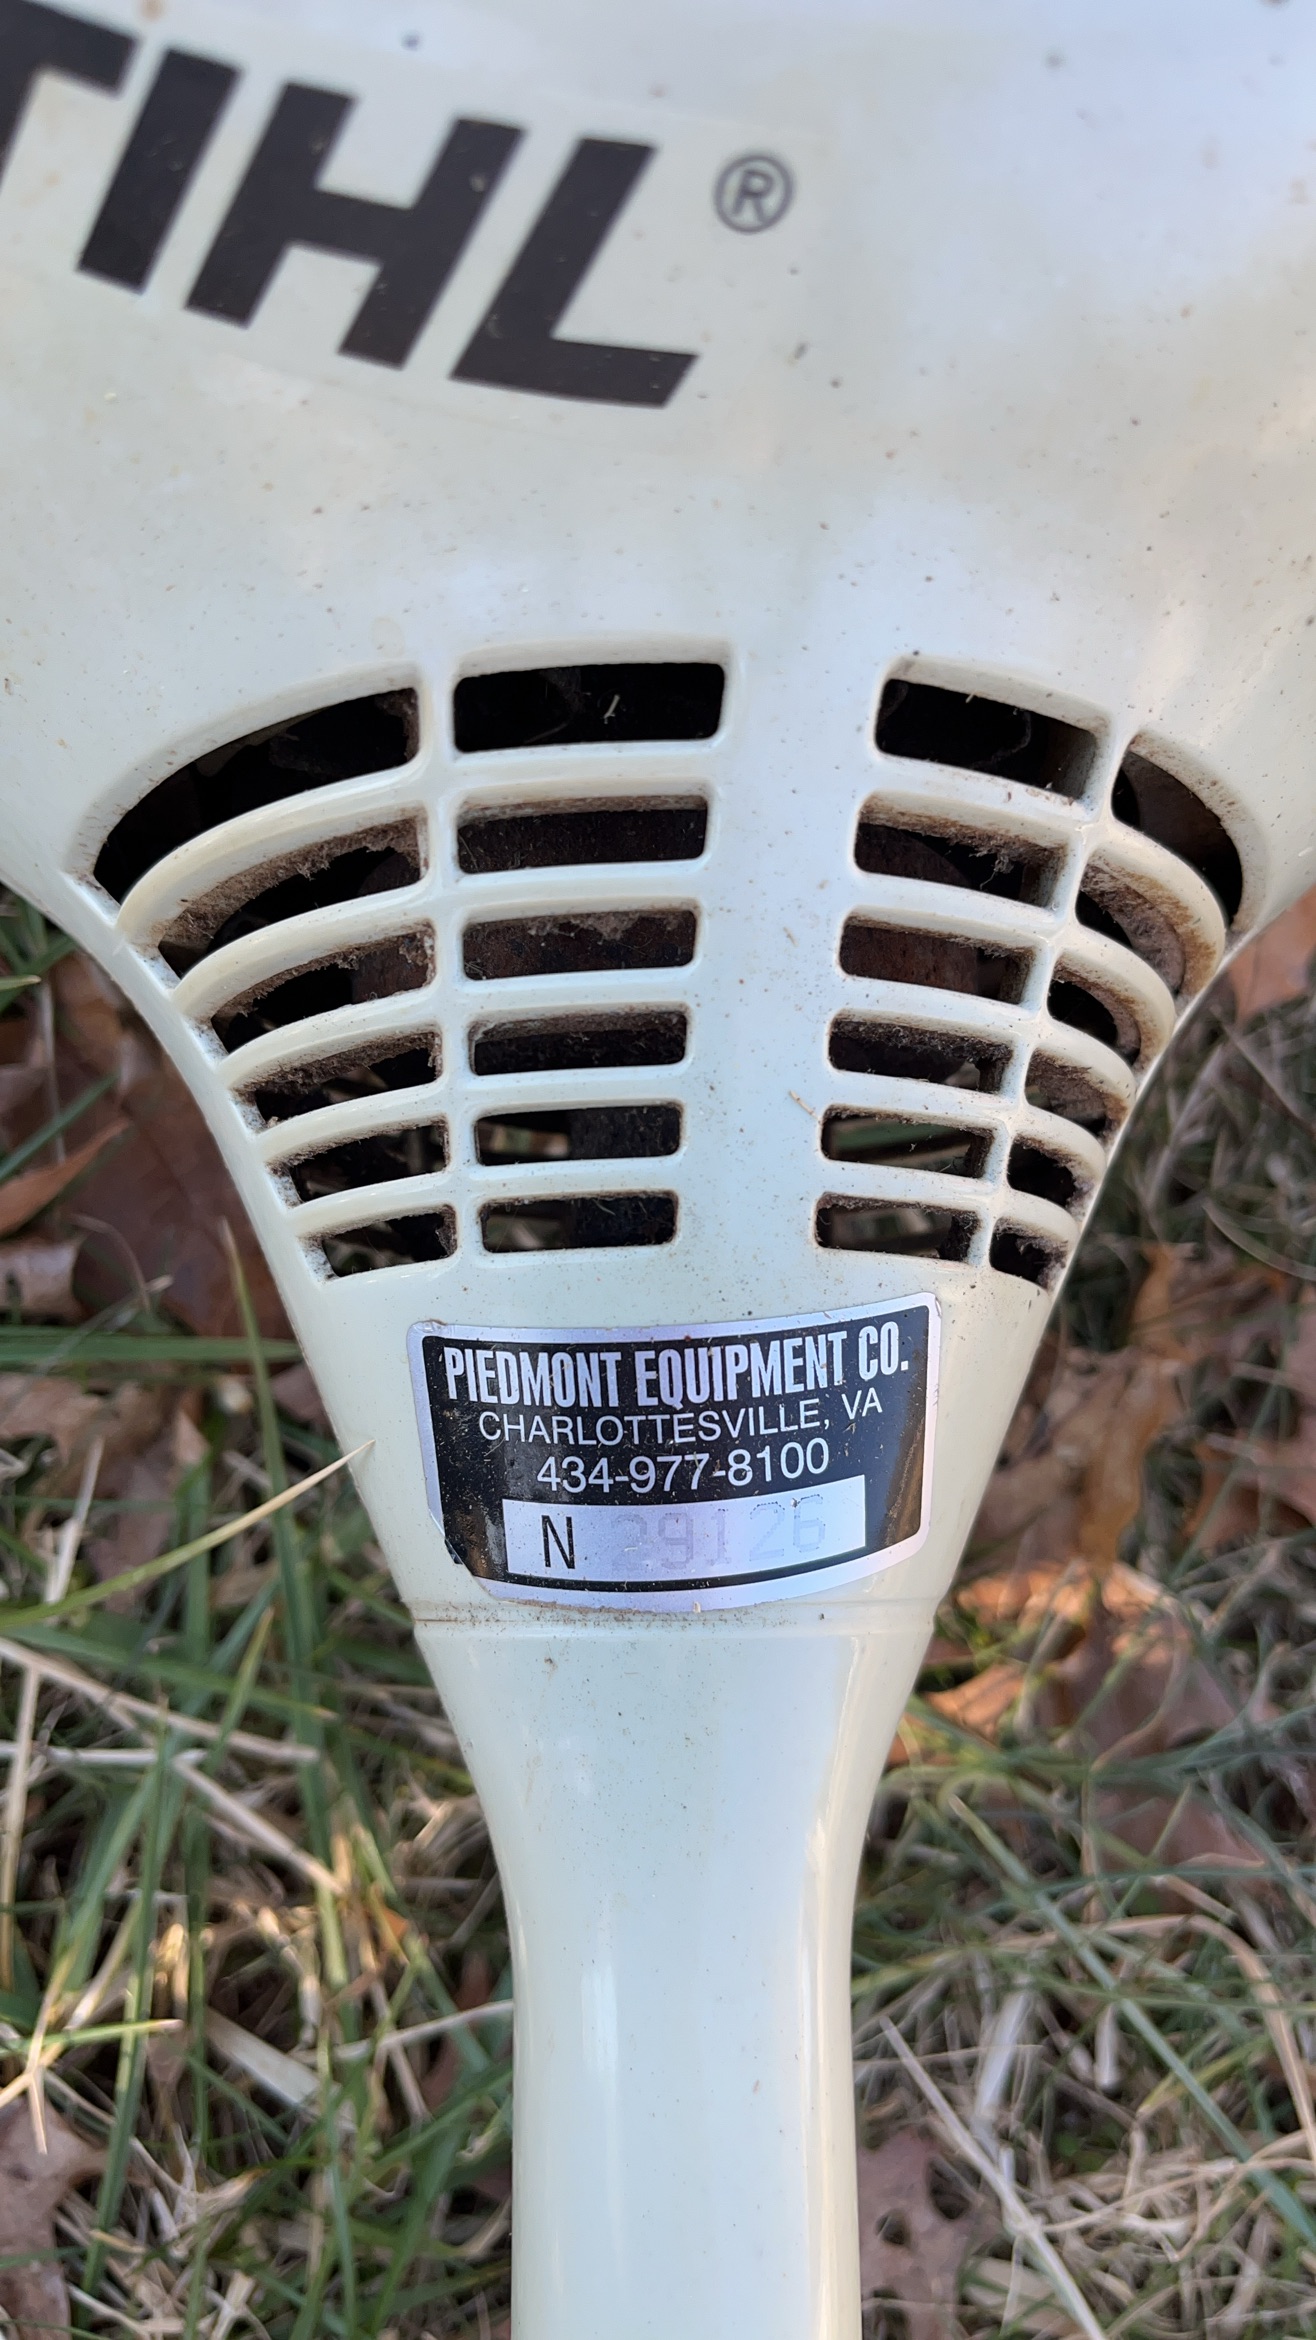 TIHL®
PIEDMONT EQUIPMENT CO.
CHARLOTTESVILLE, VA
434-977-8100
N 29126